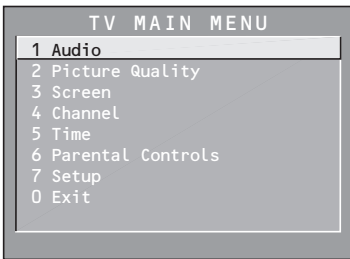 TV MAIN MENU
1 Audio
2 Picture Quality
3 Screen
4 Channel
5 Time
6 Parental Controls
7 Setup
0 Exit